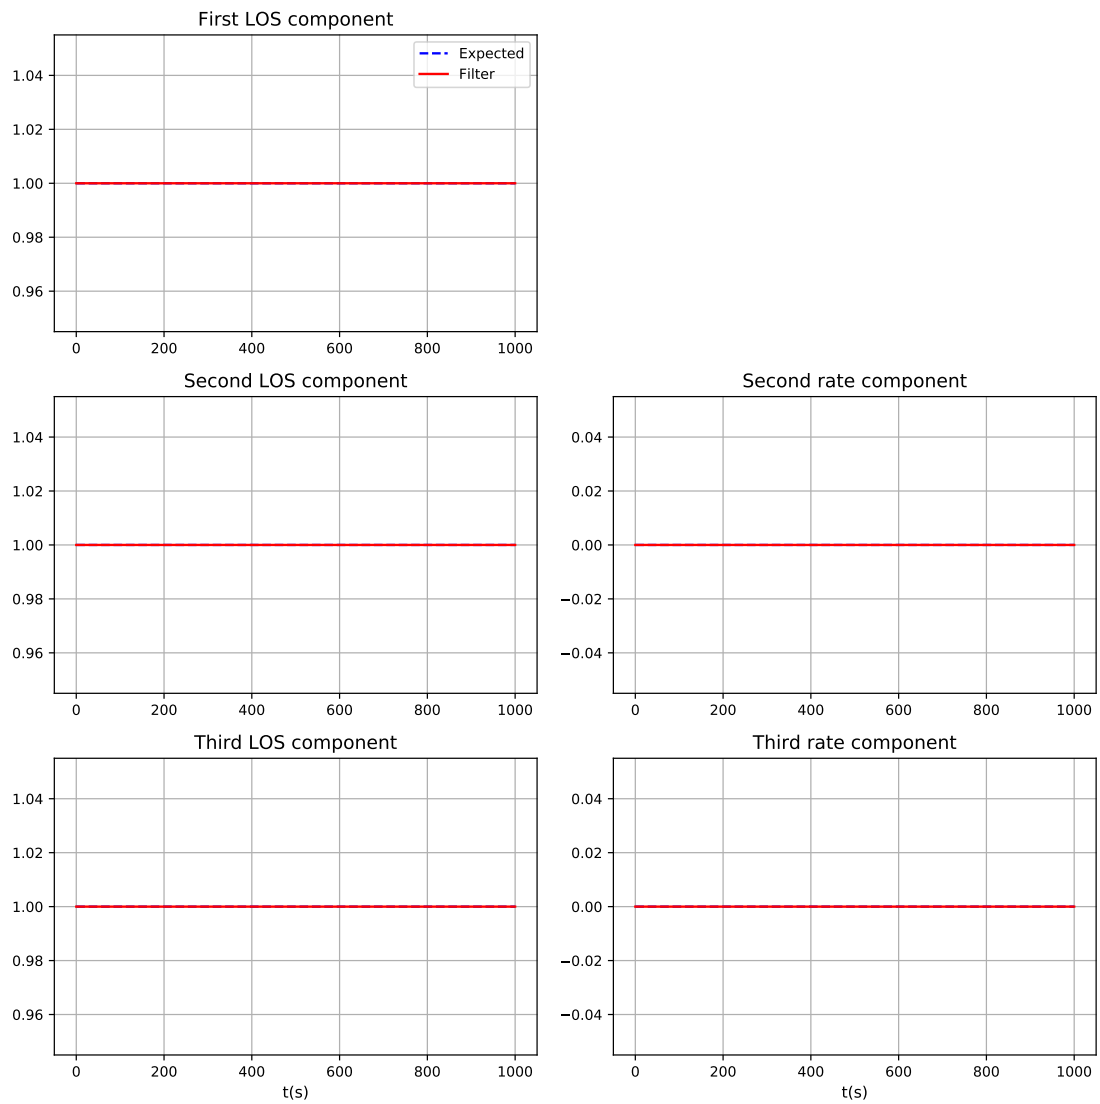 First LOS component
Expected
Filter
1.04
1.02
1.00
0.98
0.96
0 200 400 600 800 1000
Second LOS component
1.04
1.02
1.00
0.98
0.96
0 200 400 600 800 1000
Second rate component
0.04
0.02
0.00
−0.02
−0.04
0 200 400 600 800 1000
Third LOS component
1.04
1.02
1.00
0.98
0.96
0 200 400 600 800 1000
t(s)
Third rate component
0.04
0.02
0.00
−0.02
−0.04
0 200 400 600 800 1000
t(s)